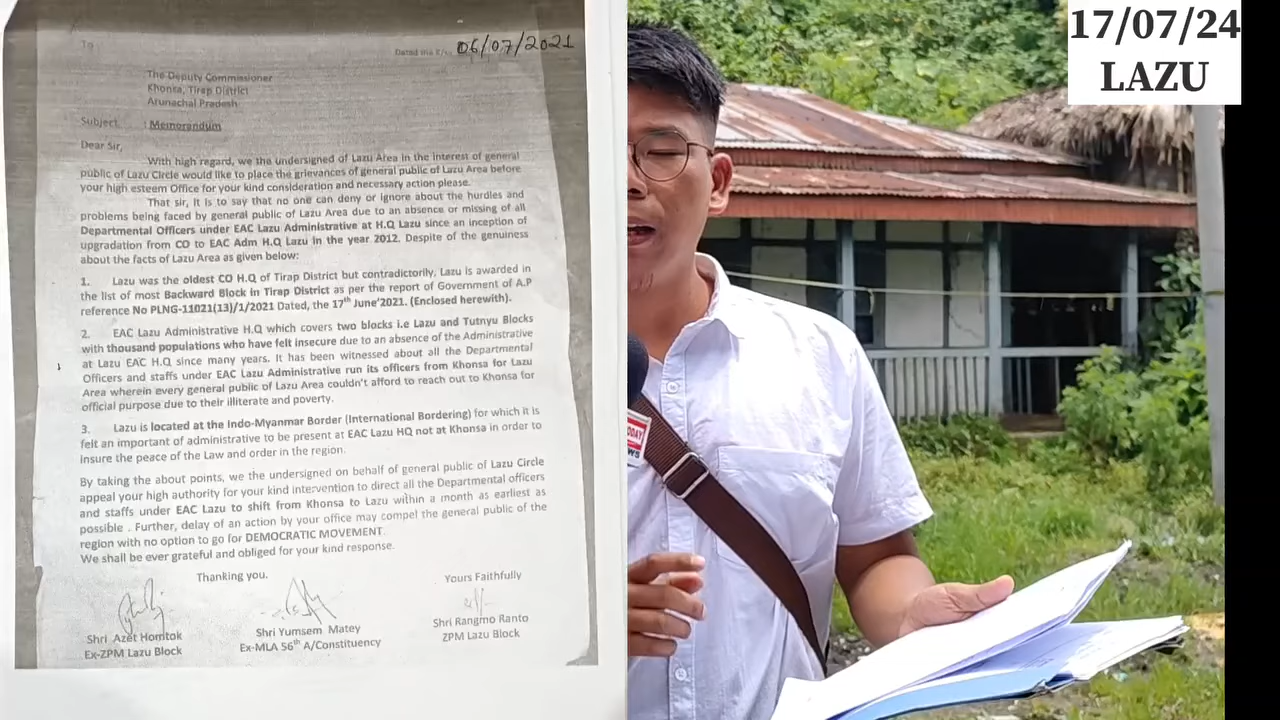 To
Dated the K/
06/07/2021
The Deputy Commissioner
Khonsa, Tirap District
Arunachal Pradesh
Subject : Memorandum
Dear Sir,
With high regard, we the undersigned of Lazu Area in the interest of general
public of Lazu Circle would like to place the grievances of general public of Lazu Area before
your high esteem Office for your kind consideration and necessary action please.
That sir, it is to say that no one can deny or ignore about the hurdles and
problems being faced by general public of Lazu Area due to an absence or missing of all
Departmental Officers under EAC Lazu Administrative at H.Q Lazu since an inception of
upgradation from CO to EAC Adm H.Q Lazu in the year 2012. Despite of the genuiness
about the facts of Lazu Area as given below:
1. Lazu was the oldest CO H.Q of Tirap District but contradictorily, Lazu is awarded in
the list of most Backward Block in Tirap District as per the report of Government of A.P
reference No PLNG-11021(13)/1/2021 Dated, the 17th June'2021. (Enclosed herewith).
2. EAC Lazu Administrative H.Q which covers two blocks i.e Lazu and Tutnyu Blocks
with thousand populations who have felt insecure due to an absence of the Administrative
at Lazu EAC H.Q since many years. It has been witnessed about all the Departmental
Officers and staffs under EAC Lazu Administrative run its officers from Khonsa for Lazu
Area wherein every general public of Lazu Area couldn't afford to reach out to Khonsa for
official purpose due to their illiterate and poverty.
3. Lazu is located at the Indo-Myanmar Border (International Bordering) for which it is
felt an important of administrative to be present at EAC Lazu HQ not at Khonsa in order to
insure the peace of the Law and order in the region.
By taking the about points, we the undersigned on behalf of general public of Lazu Circle
appeal your high authority for your kind intervention to direct all the Departmental officers
and staffs under EAC Lazu to shift from Khonsa to Lazu within a month as earliest as
possible . Further, delay of an action by your office may compel the general public of the
region with no option to go for DEMOCRATIC MOVEMENT.
We shall be ever grateful and obliged for your kind response.
Thanking you.
Yours Faithfully
Shri Azet Homtok
Ex-ZPM Lazu Block
Shri Yumsem Matey
Ex-MLA 56th A/Constituency
Shri Rangmo Ranto
ZPM Lazu Block
17/07/24
LAZU